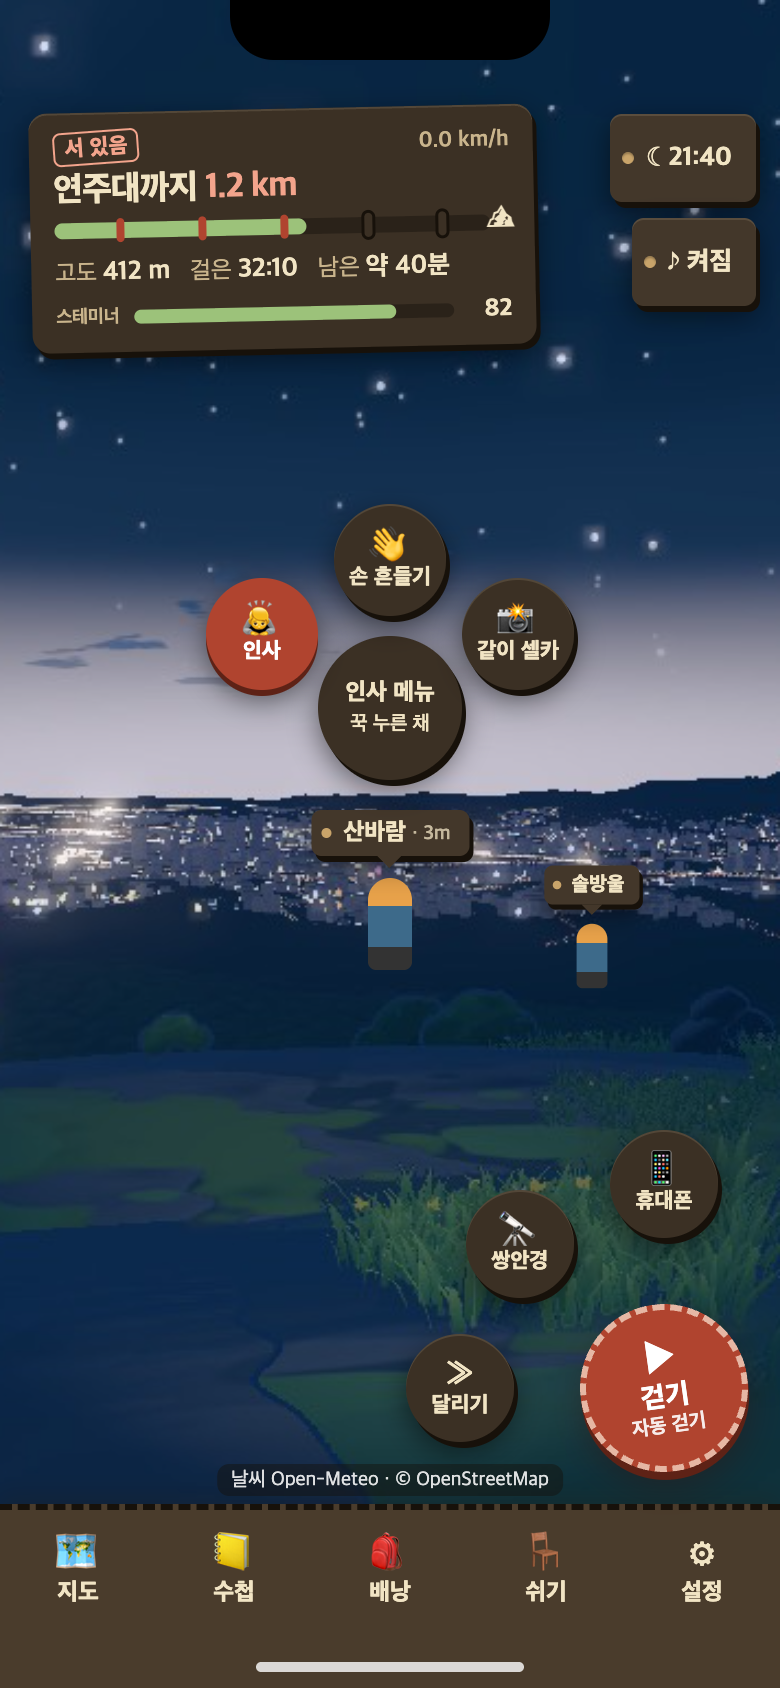 서 있음
0.0 km/h
연주대까지 1.2 km
고도 412 m 걸은 32:10 남은 약 40분
스테미너 82
☾ 21:40
♪ 켜짐
손 흔들기
인사
같이 셀카
인사 메뉴
꾹 누른 채
산바람 · 3m
솔방울
휴대폰
쌍안경
달리기
걷기
자동 걷기
날씨 Open-Meteo · © OpenStreetMap
지도
수첩
배낭
쉬기
설정